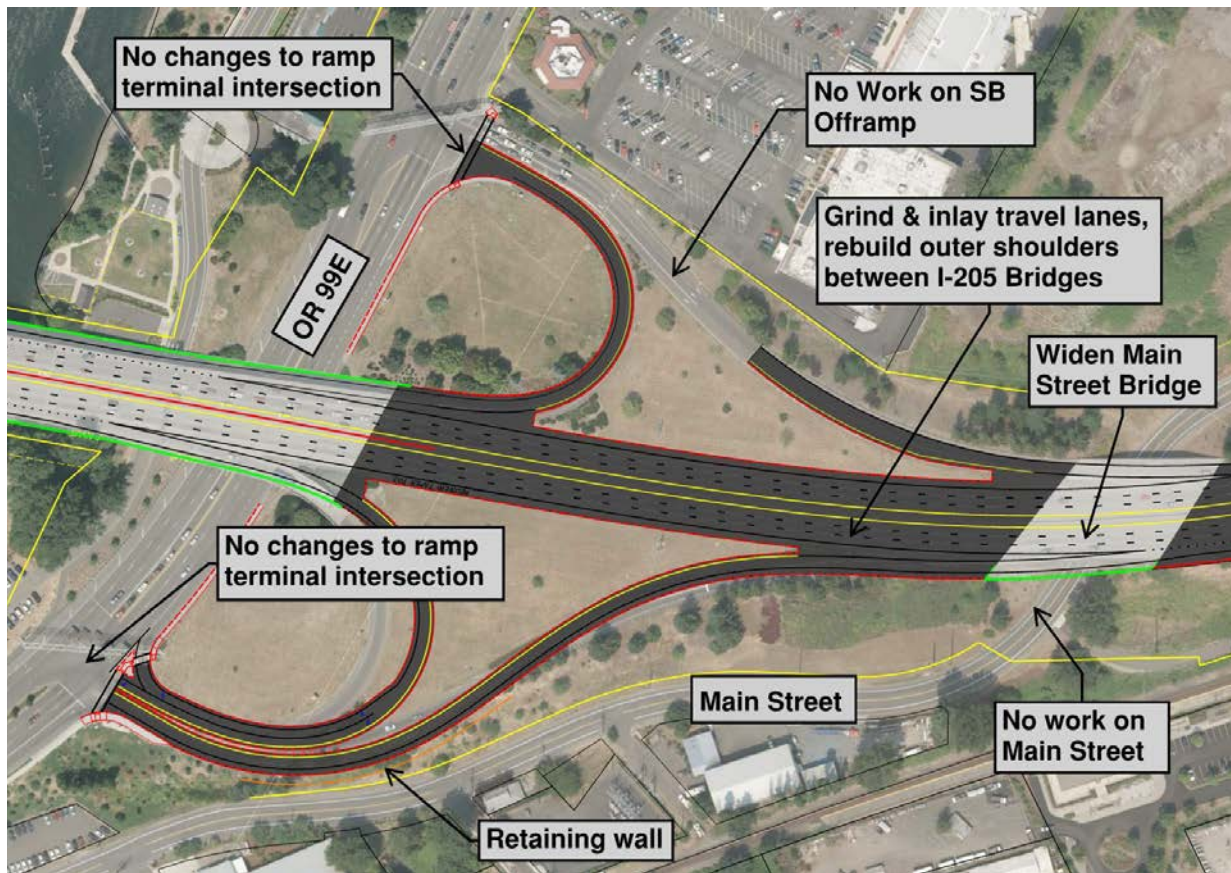 No changes to ramp
terminal intersection
No Work on SB
Offramp
Grind & inlay travel lanes,
rebuild outer shoulders
between I-205 Bridges
OR 99E
Widen Main
Street Bridge
No changes to ramp
terminal intersection
Main Street
No work on
Main Street
Retaining wall